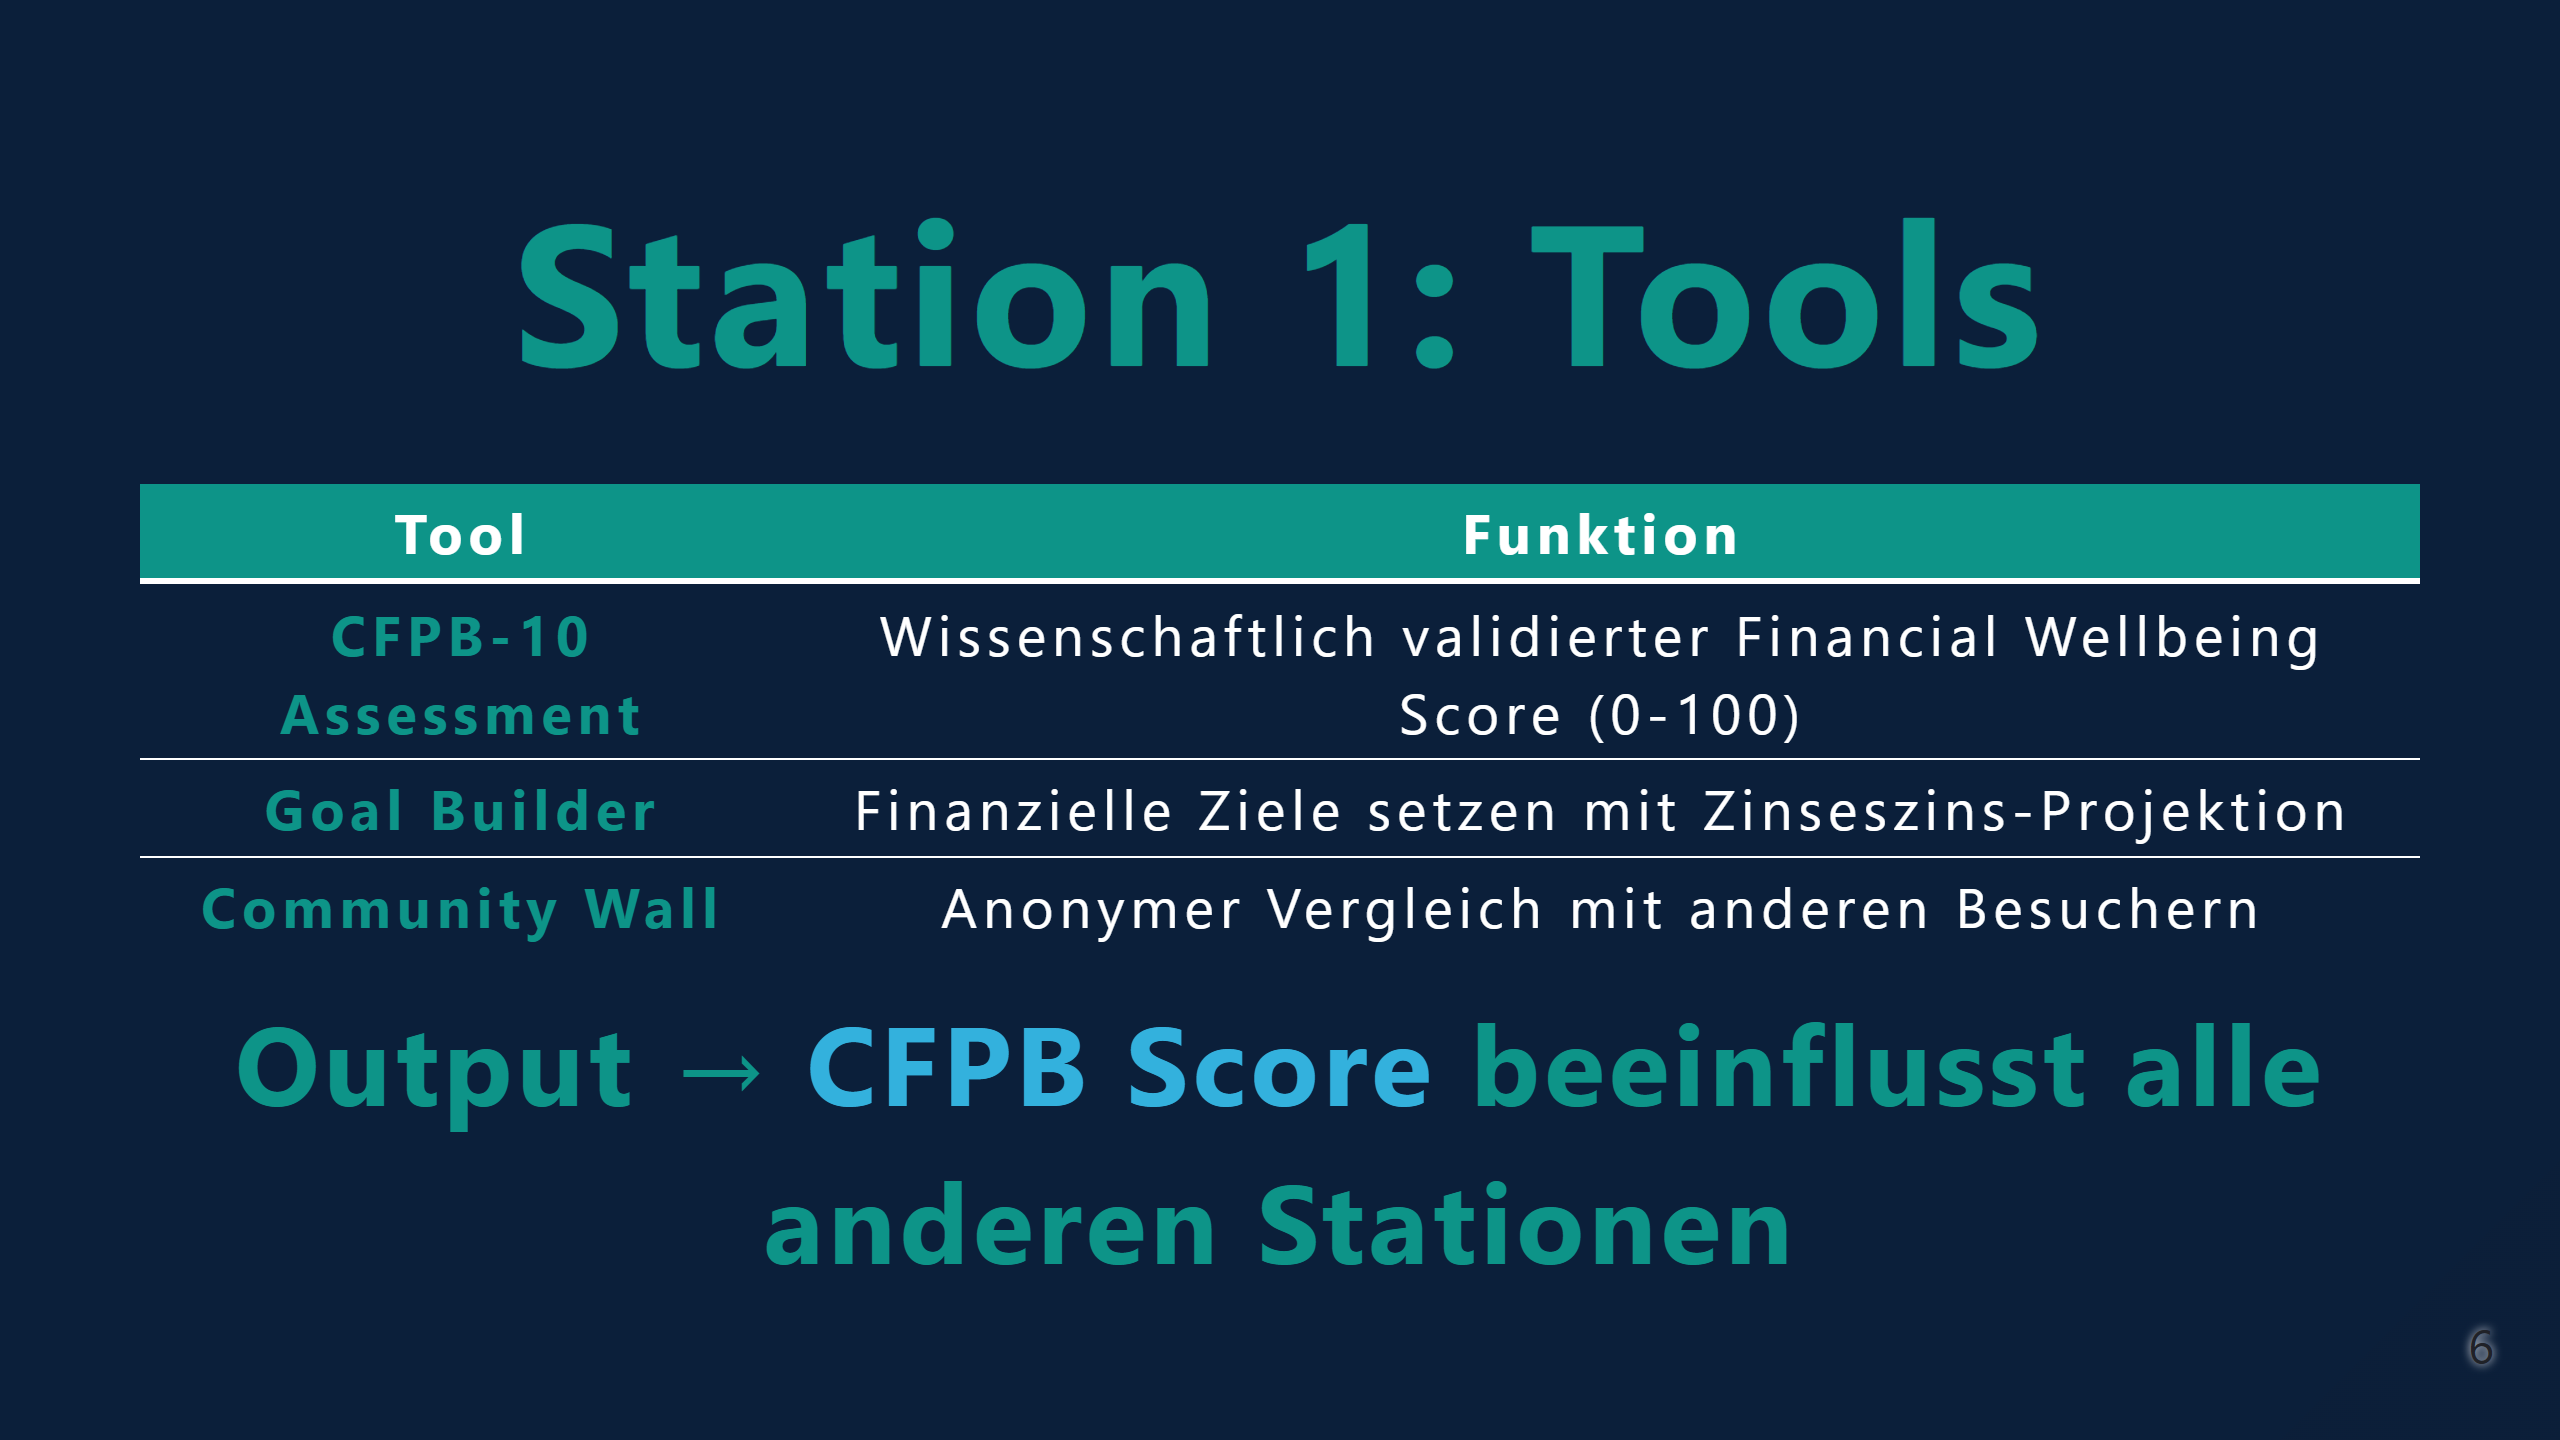 Station 1: Tools
Tool Funktion
CFPB-10 Wissenschaftlich validierter Financial Wellbeing
Assessment Score (0-100)
Goal Builder Finanzielle Ziele setzen mit Zinseszins-Projektion
Community Wall Anonymer Vergleich mit anderen Besuchern
Output → CFPB Score beeinflusst alle
anderen Stationen
6